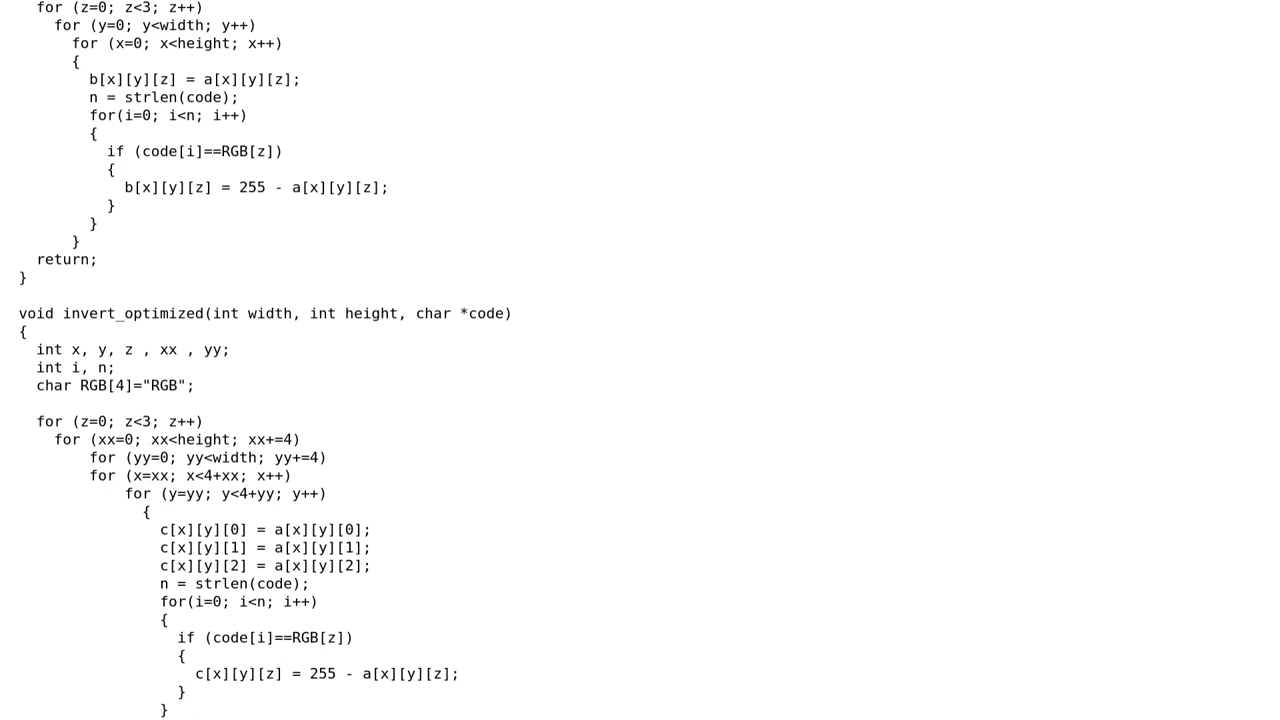 for (z=0; z<3; z++)
for (y=0; y<width; y++)
for (x=0; x<height; x++)
{
b[x][y][z] = a[x][y][z];
n = strlen(code);
for(i=0; i<n; i++)
{
if (code[i]==RGB[z])
{
b[x][y][z] = 255 - a[x][y][z];
}
}
}
return;
}
void invert_optimized(int width, int height, char *code)
{
int x, y, z , xx , yy;
int i, n;
char RGB[4]="RGB";
for (z=0; z<3; z++)
for (xx=0; xx<height; xx+=4)
for (yy=0; yy<width; yy+=4)
for (x=xx; x<4+xx; x++)
for (y=yy; y<4+yy; y++)
{
c[x][y][0] = a[x][y][0];
c[x][y][1] = a[x][y][1];
c[x][y][2] = a[x][y][2];
n = strlen(code);
for(i=0; i<n; i++)
{
if (code[i]==RGB[z])
{
c[x][y][z] = 255 - a[x][y][z];
}
}